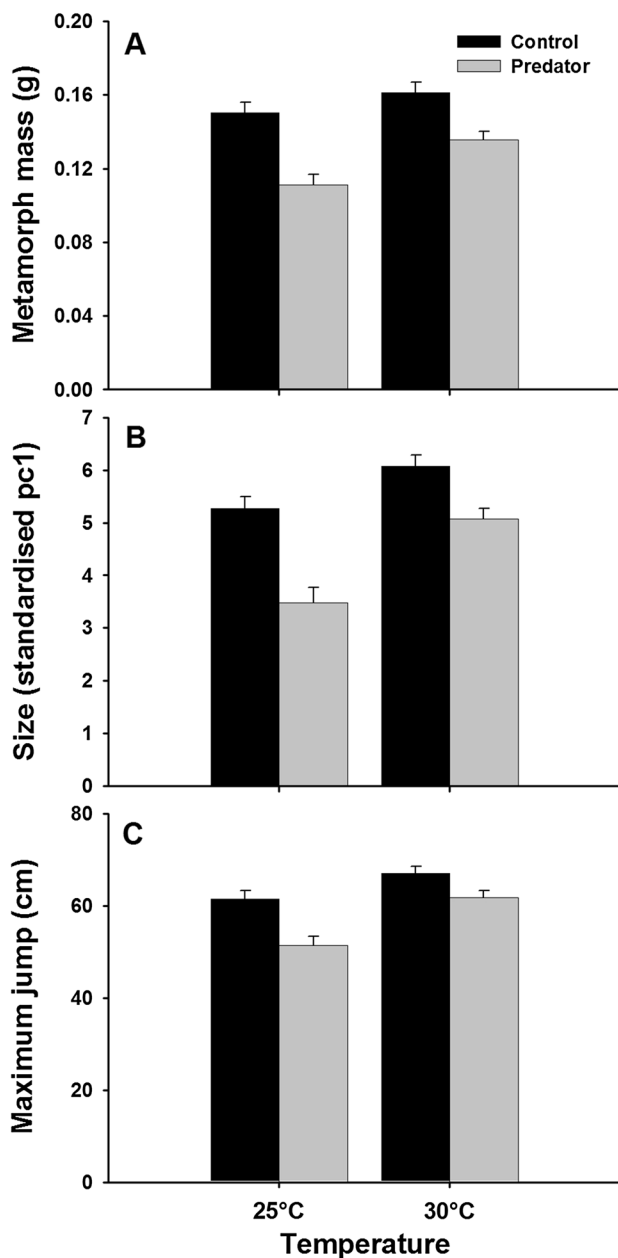 A
Control
Predator
Metamorph mass (g)
0.20
0.16
0.12
0.08
0.04
0.00
B
Size (standardised pc1)
7
6
5
4
3
2
1
0
C
Maximum jump (cm)
80
60
40
20
0
25°C 30°C
Temperature